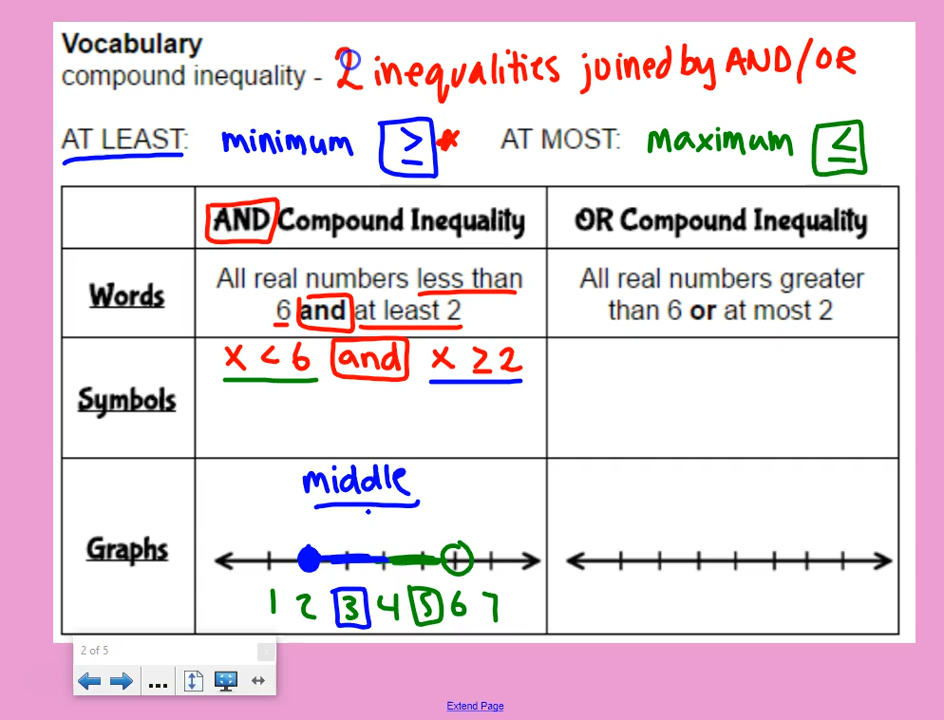 Vocabulary
compound inequality - 2 inequalities joined by AND/OR
AT LEAST: minimum ≥ * AT MOST: maximum ≤
AND Compound Inequality OR Compound Inequality
Words
All real numbers less than
6 and at least 2
All real numbers greater
than 6 or at most 2
Symbols
x < 6 and x ≥ 2
Graphs
middle
1 2 3 4 5 6 7
2 of 5
...
Extend Page